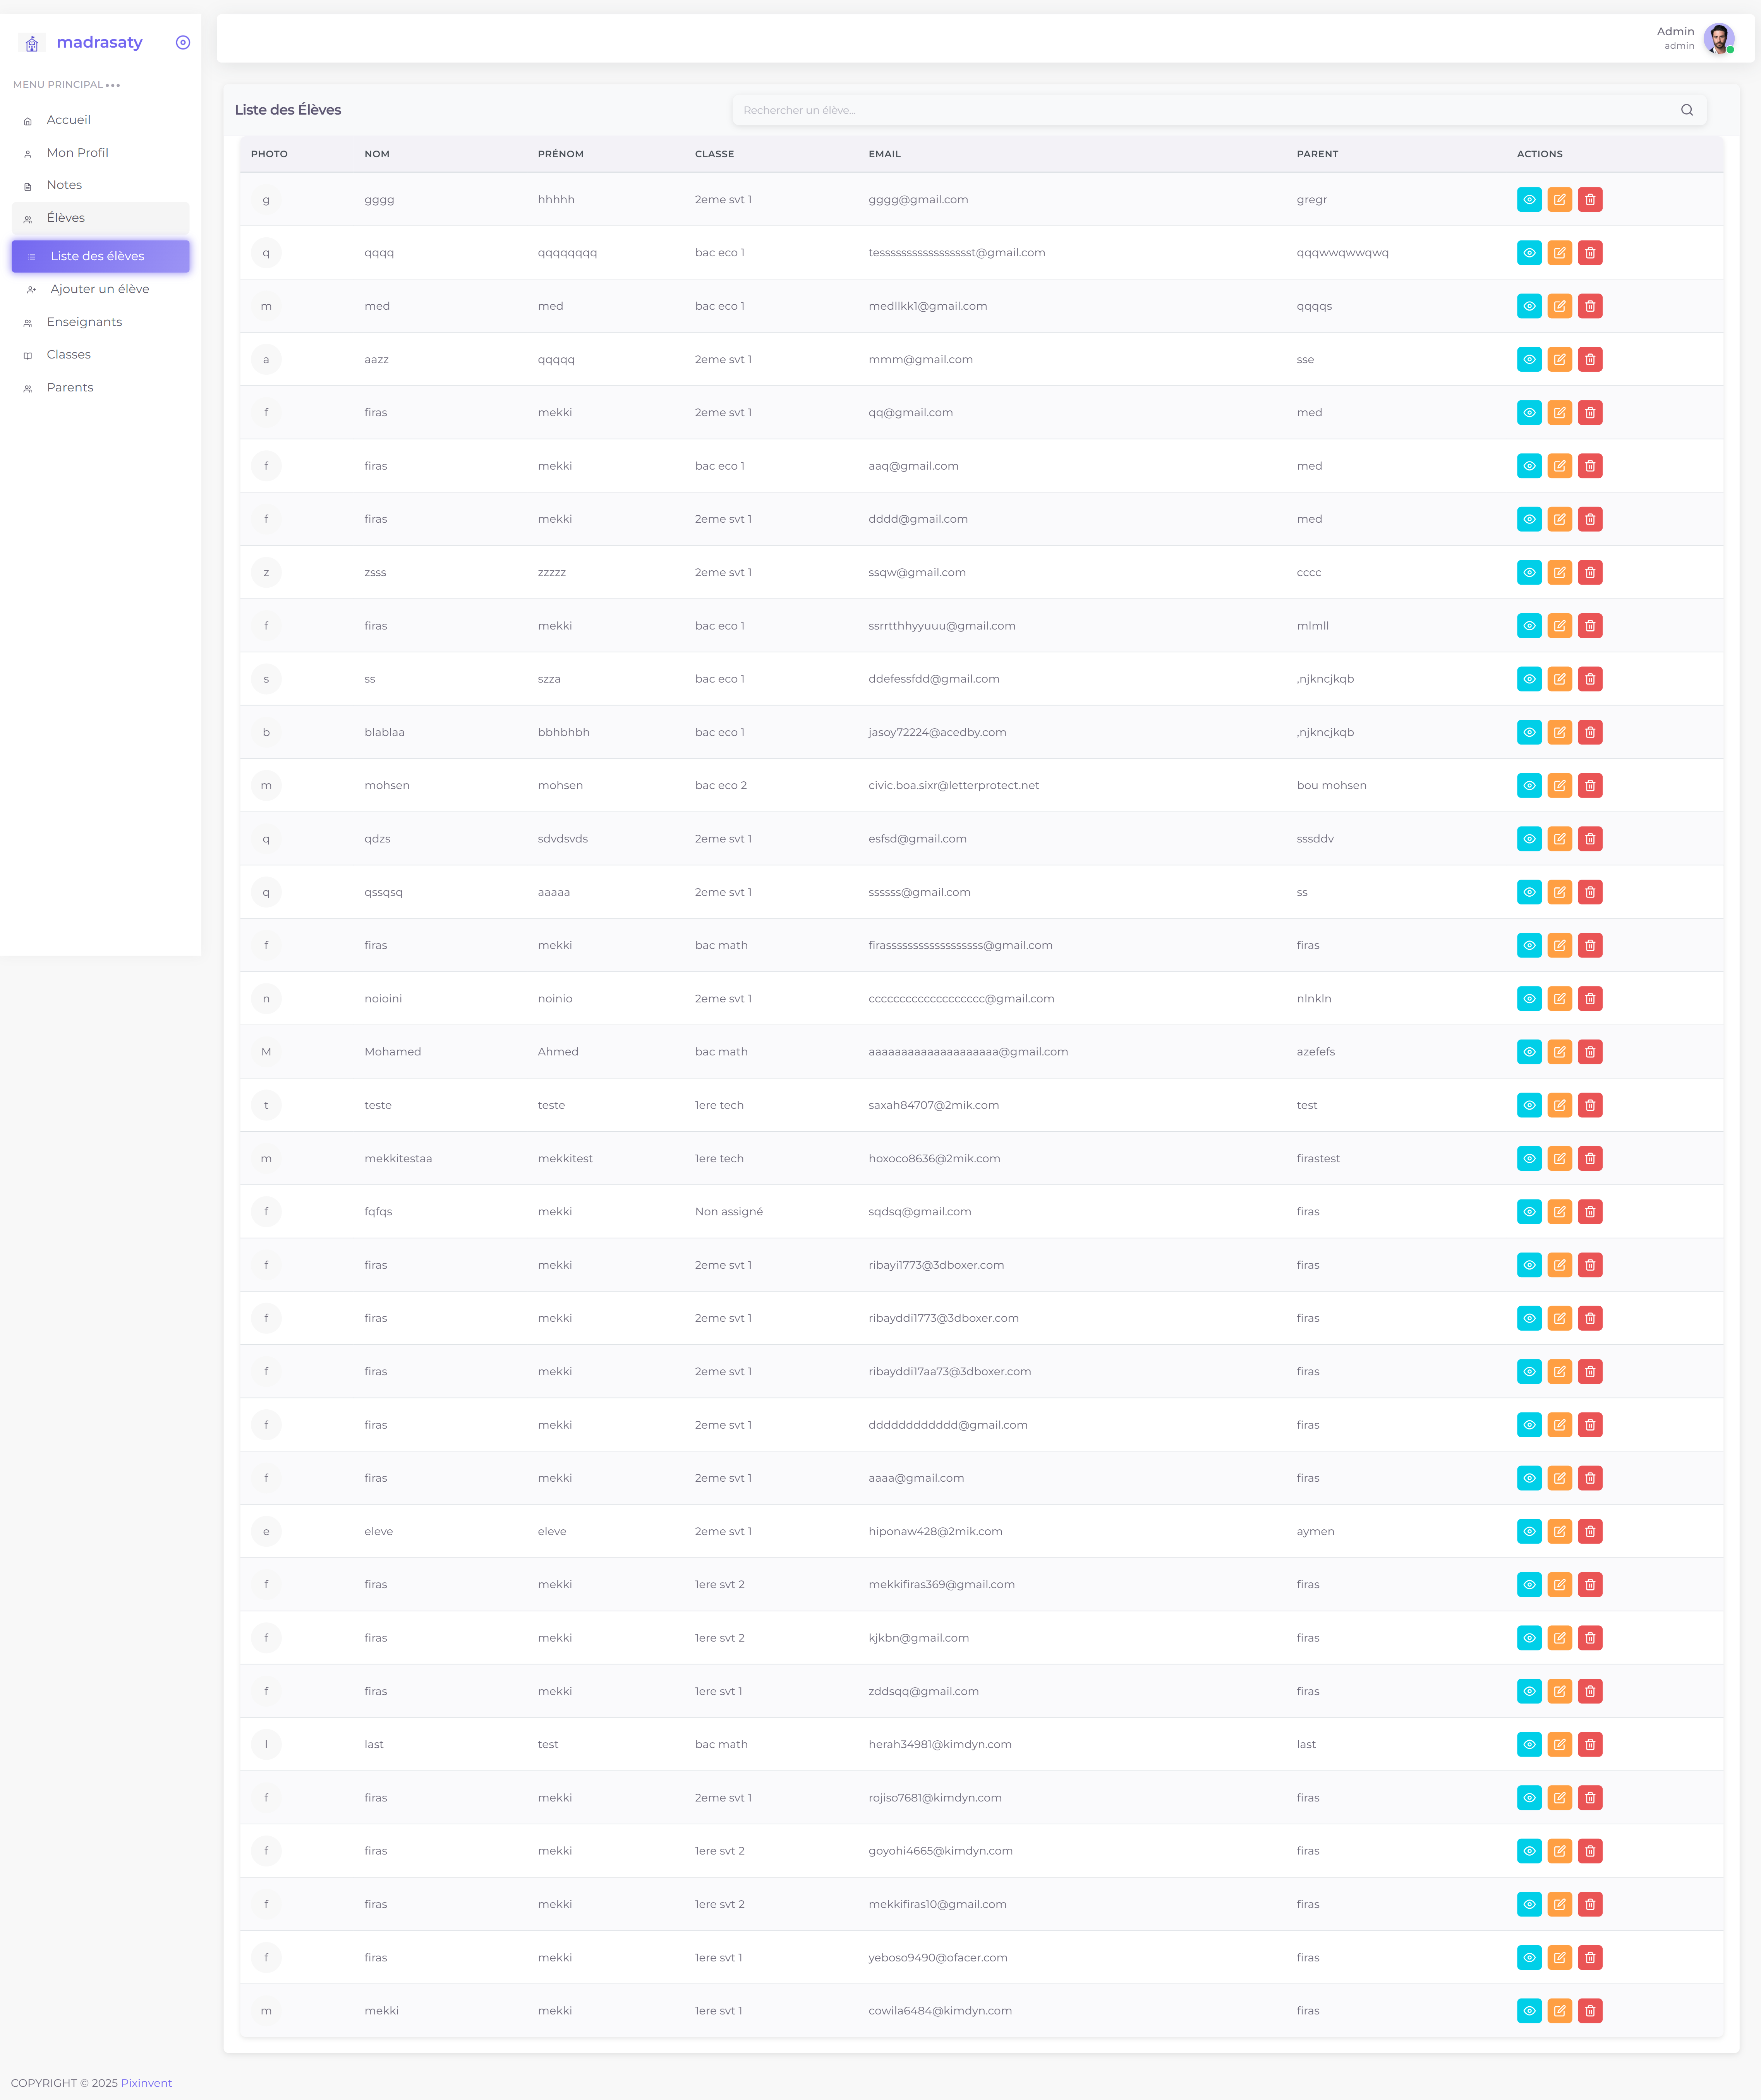 madrasaty
MENU PRINCIPAL
Accueil
Mon Profil
Notes
Élèves
Liste des élèves
Ajouter un élève
Enseignants
Classes
Parents
Admin
admin
Liste des Élèves
Rechercher un élève...
PHOTO NOM PRÉNOM CLASSE EMAIL PARENT ACTIONS
g gggg hhhhh 2eme svt 1 gggg@gmail.com gregr
q qqqq qqqqqqqq bac eco 1 tesssssssssssssssssst@gmail.com qqqwwqwwqwq
m med med bac eco 1 medllkk1@gmail.com qqqqs
a aazz qqqqq 2eme svt 1 mmm@gmail.com sse
f firas mekki 2eme svt 1 qq@gmail.com med
f firas mekki bac eco 1 aaq@gmail.com med
f firas mekki 2eme svt 1 dddd@gmail.com med
z zsss zzzzz 2eme svt 1 ssqw@gmail.com cccc
f firas mekki bac eco 1 ssrrtthhyyuuu@gmail.com mlmll
s ss szza bac eco 1 ddefessfdd@gmail.com ,njkncjkqb
b blablaa bbhbhbh bac eco 1 jasoy72224@acedby.com ,njkncjkqb
m mohsen mohsen bac eco 2 civic.boa.sixr@letterprotect.net bou mohsen
q qdzs sdvdsvds 2eme svt 1 esfsd@gmail.com sssddv
q qssqsq aaaaa 2eme svt 1 ssssss@gmail.com ss
f firas mekki bac math firasssssssssssssssssss@gmail.com firas
n noioini noinio 2eme svt 1 ccccccccccccccccccc@gmail.com nlnkln
M Mohamed Ahmed bac math aaaaaaaaaaaaaaaaaaaa@gmail.com azefefs
t teste teste 1ere tech saxah84707@2mik.com test
m mekkitestaa mekkitest 1ere tech hoxoco8636@2mik.com firastest
f fqfqs mekki Non assigné sqdsq@gmail.com firas
f firas mekki 2eme svt 1 ribayi1773@3dboxer.com firas
f firas mekki 2eme svt 1 ribayddi1773@3dboxer.com firas
f firas mekki 2eme svt 1 ribayddi17aa73@3dboxer.com firas
f firas mekki 2eme svt 1 dddddddddddd@gmail.com firas
f firas mekki 2eme svt 1 aaaa@gmail.com firas
e eleve eleve 2eme svt 1 hiponaw428@2mik.com aymen
f firas mekki 1ere svt 2 mekkifiras369@gmail.com firas
f firas mekki 1ere svt 2 kjkbn@gmail.com firas
f firas mekki 1ere svt 1 zddsqq@gmail.com firas
l last test bac math herah34981@kimdyn.com last
f firas mekki 2eme svt 1 rojiso7681@kimdyn.com firas
f firas mekki 1ere svt 2 goyohi4665@kimdyn.com firas
f firas mekki 1ere svt 2 mekkifiras10@gmail.com firas
f firas mekki 1ere svt 1 yeboso9490@ofacer.com firas
m mekki mekki 1ere svt 1 cowila6484@kimdyn.com firas
COPYRIGHT © 2025 Pixinvent